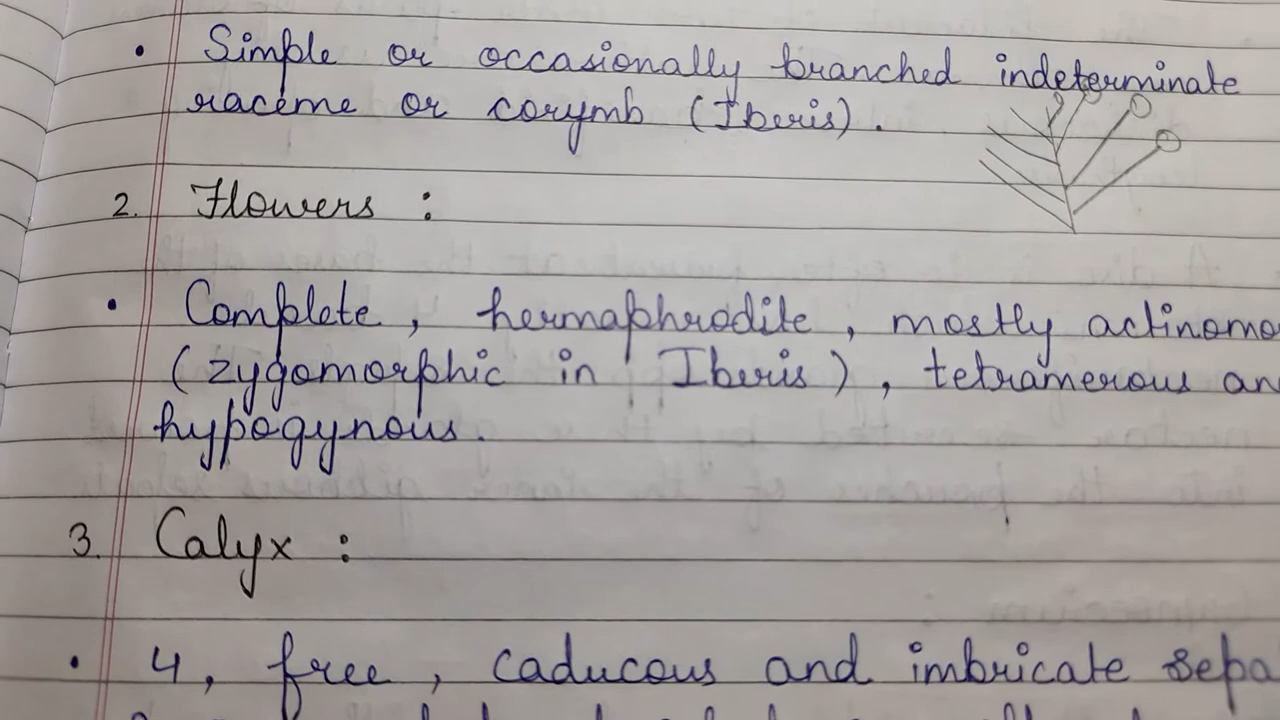 • Simple or occasionally branched indeterminate
raceme or corymb (Iberis).
2. Flowers :
• Complete, hermaphrodite, mostly actinomo
(zygomorphic in Iberis), tetramerous an
hypogynous.
3. Calyx :
• 4, free, caducous and imbricate sepa